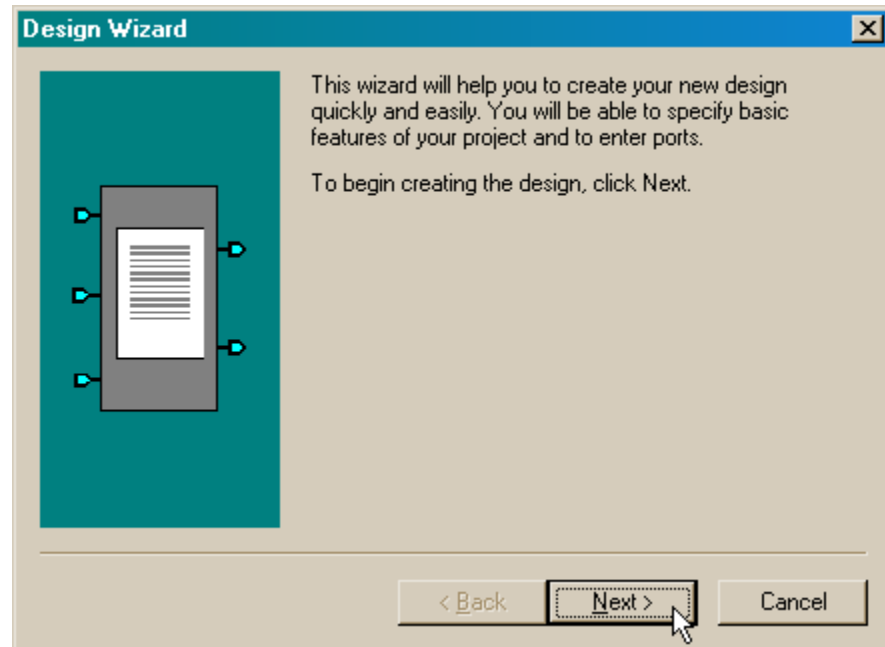 Design Wizard
This wizard will help you to create your new design
quickly and easily. You will be able to specify basic
features of your project and to enter ports.
To begin creating the design, click Next.
< Back
Next >
Cancel